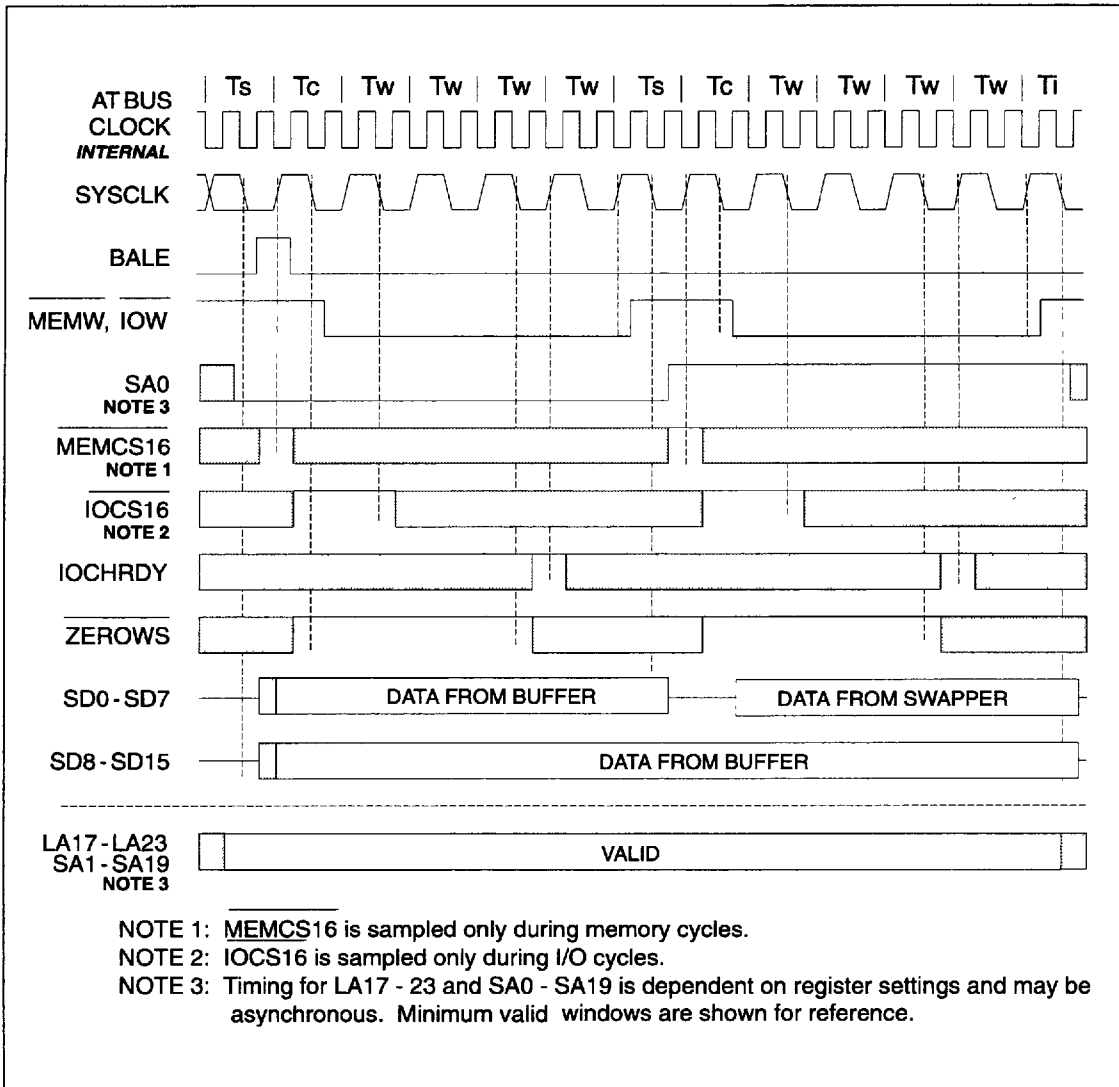 Ts Tc Tw Tw Tw Tw Ts Tc Tw Tw Tw Tw Ti
AT BUS
CLOCK
INTERNAL
SYSCLK
BALE
MEMW, IOW
SA0
NOTE 3
MEMCS16
NOTE 1
IOCS16
NOTE 2
IOCHRDY
ZEROWS
SD0 - SD7 DATA FROM BUFFER DATA FROM SWAPPER
SD8 - SD15 DATA FROM BUFFER
LA17 - LA23
SA1 - SA19 VALID
NOTE 3
NOTE 1: MEMCS16 is sampled only during memory cycles.
NOTE 2: IOCS16 is sampled only during I/O cycles.
NOTE 3: Timing for LA17 - 23 and SA0 - SA19 is dependent on register settings and may be
asynchronous. Minimum valid windows are shown for reference.